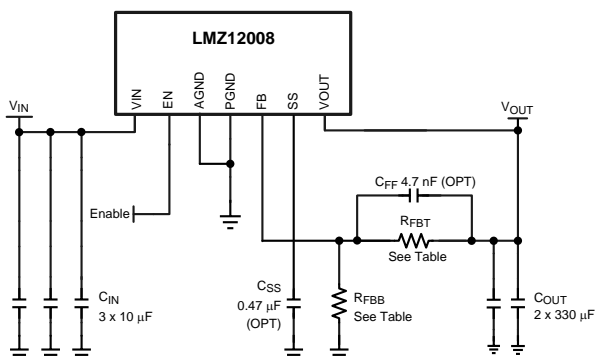 LMZ12008
VIN
EN
AGND
PGND
FB
SS
VOUT
VIN
VOUT
CFF 4.7 nF (OPT)
Enable
RFBT
See Table
CIN
3 x 10 μF
CSS
0.47 μF
(OPT)
RFBB
See Table
COUT
2 x 330 μF